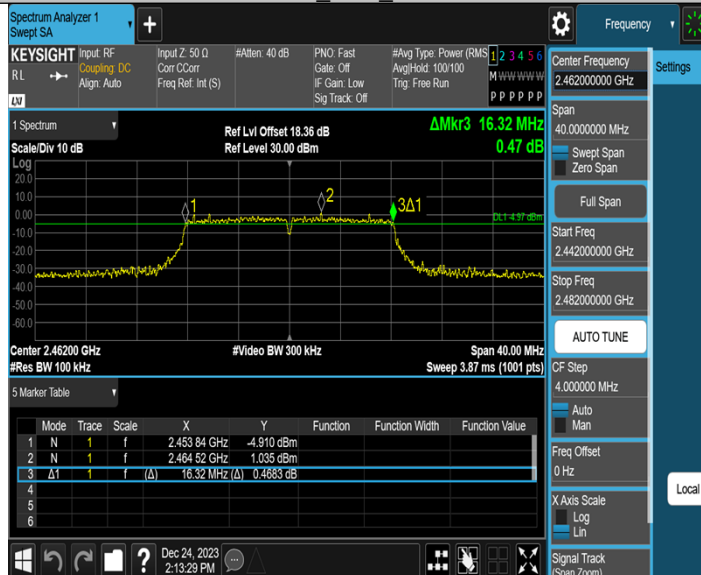 Spectrum Analyzer 1
Swept SA
+
Frequency
KEYSIGHT
RL
LXI
Input: RF
Coupling: DC
Align: Auto
Input Z: 50 Ω
Corr CCorr
Freq Ref: Int (S)
#Atten: 40 dB
PNO: Fast
Gate: Off
IF Gain: Low
Sig Track: Off
#Avg Type: Power (RMS
Avg|Hold: 100/100
Trig: Free Run
1 2 3 4 5 6
M W W W W W
P P P P P P
1 Spectrum
Scale/Div 10 dB
Ref Lvl Offset 18.36 dB
Ref Level 30.00 dBm
ΔMkr3 16.32 MHz
0.47 dB
Log
20.0
10.0
0.00
-10.0
-20.0
-30.0
-40.0
-50.0
-60.0
1
2
3Δ1
DL1 -4.97 dBm
Center 2.46200 GHz
#Video BW 300 kHz
Span 40.00 MHz
#Res BW 100 kHz
Sweep 3.87 ms (1001 pts)
5 Marker Table
Mode Trace Scale X Y Function Function Width Function Value
1 N 1 f 2.453 84 GHz -4.910 dBm
2 N 1 f 2.464 52 GHz 1.035 dBm
3 Δ1 1 f (Δ) 16.32 MHz (Δ) 0.4683 dB
4
5
6
Dec 24, 2023
2:13:29 PM
?
Center Frequency
2.462000000 GHz
Span
40.0000000 MHz
Swept Span
Zero Span
Full Span
Start Freq
2.442000000 GHz
Stop Freq
2.482000000 GHz
AUTO TUNE
CF Step
4.000000 MHz
Auto
Man
Freq Offset
0 Hz
X Axis Scale
Log
Lin
Signal Track
(Span Zoom)
Settings
Local